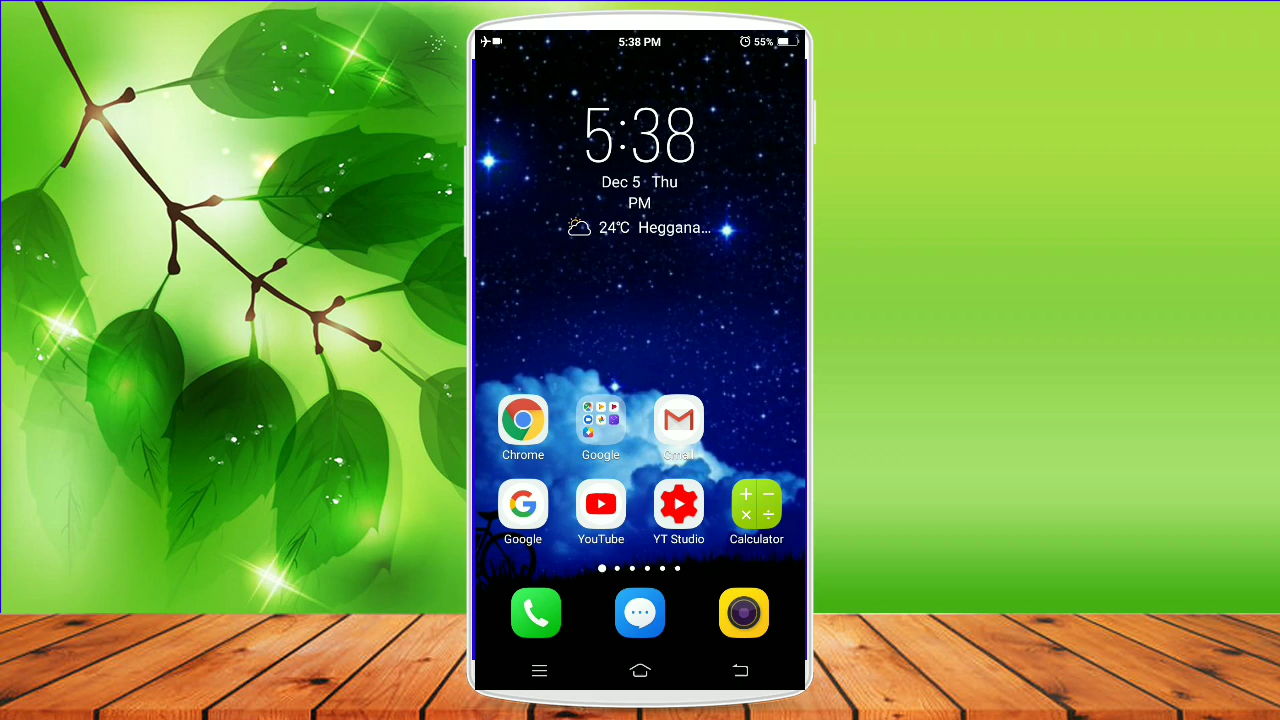 5:38 PM
55%
5:38
Dec 5 Thu
PM
24℃ Heggana...
Chrome
Google
Gmail
Google
YouTube
YT Studio
Calculator